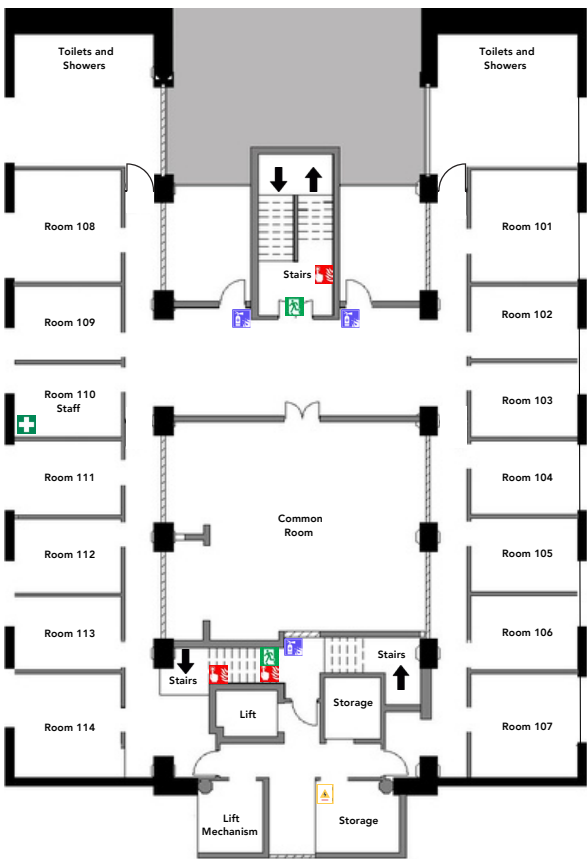 Toilets and
Showers
Toilets and
Showers
Room 108
Room 101
Stairs
Room 109
Room 102
Room 110
Staff
Room 103
Room 111
Room 104
Common
Room
Room 112
Room 105
Room 113
Room 106
Stairs
Stairs
Room 114
Lift
Storage
Room 107
Lift
Mechanism
Storage